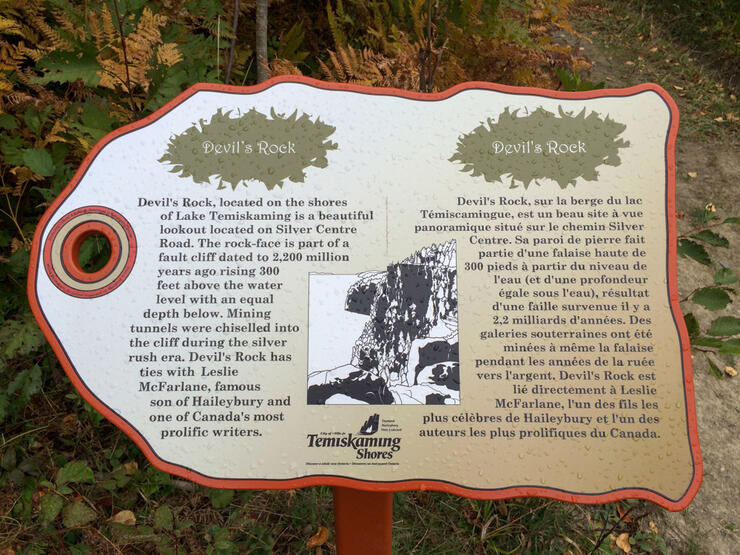 Devil's Rock
Devil's Rock, located on the shores
of Lake Temiskaming is a beautiful
lookout located on Silver Centre
Road. The rock-face is part of a
fault cliff dated to 2,200 million
years ago rising 300
feet above the water
level with an equal
depth below. Mining
tunnels were chiselled into
the cliff during the silver
rush era. Devil's Rock has
ties with Leslie
McFarlane, famous
son of Haileybury and
one of Canada's most
prolific writers.
Devil's Rock
Devil's Rock, sur la berge du lac
Témiscamingue, est un beau site à vue
panoramique situé sur le chemin Silver
Centre. Sa paroi de pierre fait
partie d'une falaise haute de
300 pieds à partir du niveau de
l'eau (et d'une profondeur
égale sous l'eau), résultat
d'une faille survenue il y a
2,2 milliards d'années. Des
galeries souterraines ont été
minées à même la falaise
pendant les années de la ruée
vers l'argent. Devil's Rock est
lié directement à Leslie
McFarlane, l'un des fils les
plus célèbres de Haileybury et l'un des
auteurs les plus prolifiques du Canada.
Temiskaming
Shores